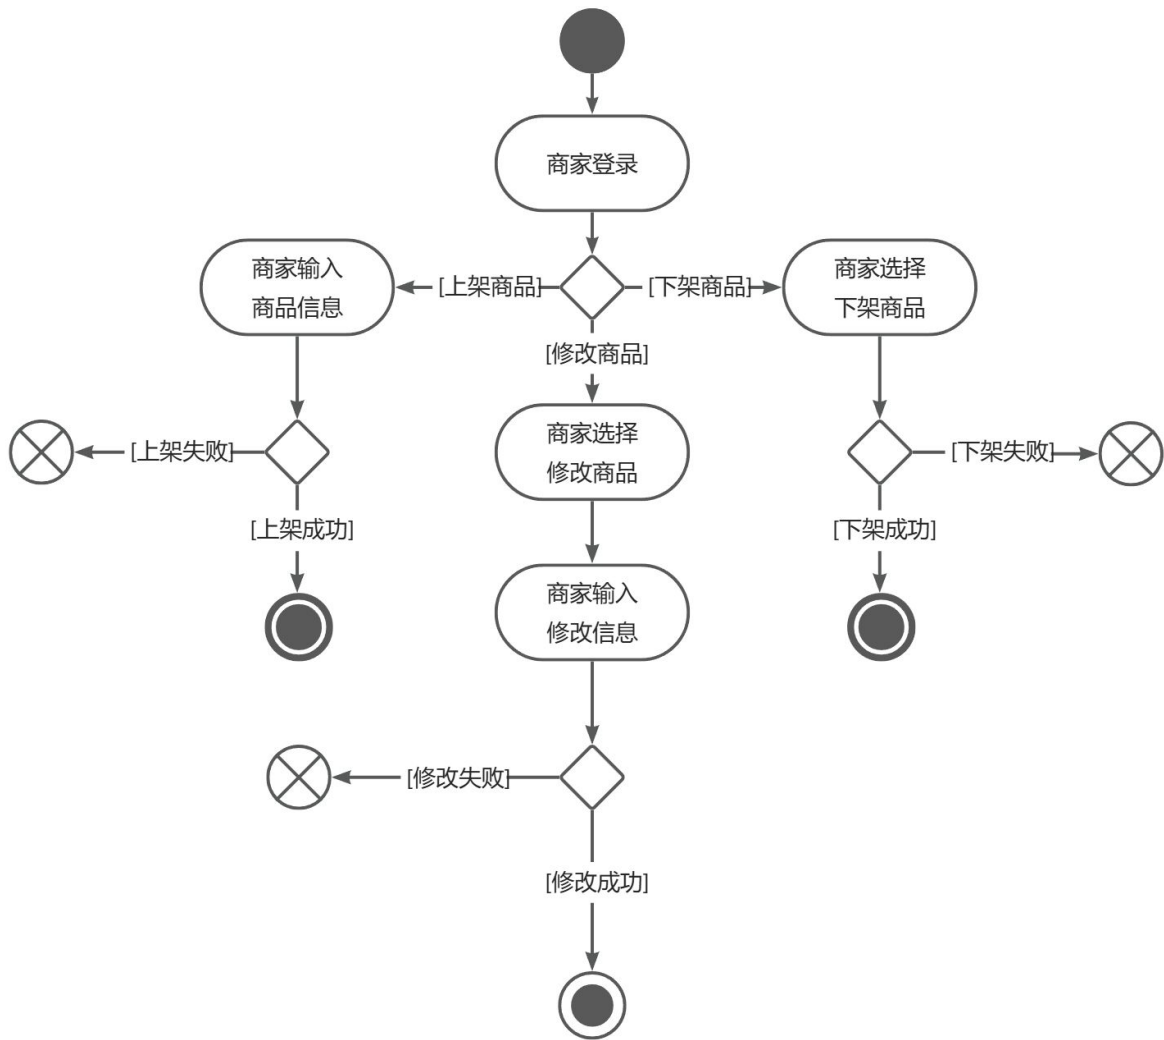 商家登录
商家输入
商品信息
[上架商品]
[下架商品]
商家选择
下架商品
[修改商品]
[上架失败]
商家选择
修改商品
[下架失败]
[上架成功]
[下架成功]
商家输入
修改信息
[修改失败]
[修改成功]